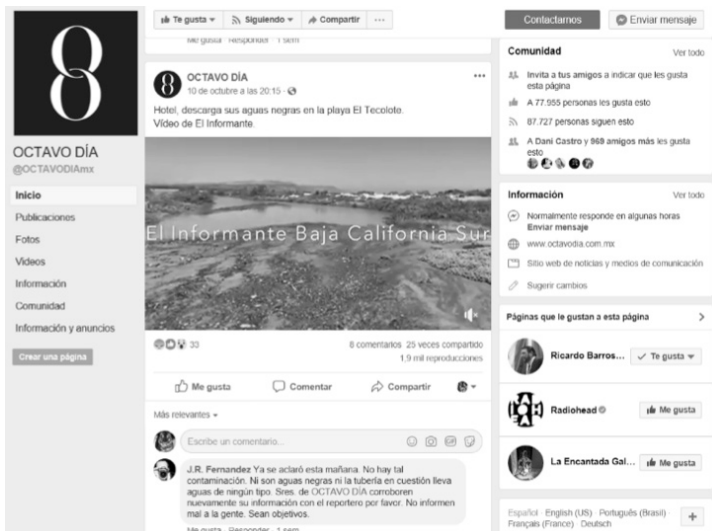 Te gusta
Siguiendo
Compartir
Contactarnos
Enviar mensaje
Me gusta · Responder · 1 sem
OCTAVO DÍA
@OCTAVODIAmx
Inicio
Publicaciones
Fotos
Videos
Información
Comunidad
Información y anuncios
Crear una página
OCTAVO DÍA
10 de octubre a las 20:15 ·
Hotel, descarga sus aguas negras en la playa El Tecolote.
Vídeo de El Informante.
El Informante Baja California Sur
33
8 comentarios 25 veces compartido
1,9 mil reproducciones
Me gusta
Comentar
Compartir
Más relevantes
Escribe un comentario...
GIF
J.R. Fernandez Ya se aclaró esta mañana. No hay tal
contaminación. Ni son aguas negras ni la tubería en cuestión lleva
aguas de ningún tipo. Sres. de OCTAVO DÍA corroboren
nuevamente su información con el reportero por favor. No informen
mal a la gente. Sean objetivos.
Me gusta · Responder · 1 sem
Comunidad
Ver todo
Invita a tus amigos a indicar que les gusta
esta página
A 77.955 personas les gusta esto
87.727 personas siguen esto
A Dani Castro y 969 amigos más les gusta
esto
Información
Ver todo
Normalmente responde en algunas horas
Enviar mensaje
www.octavodia.com.mx
Sitio web de noticias y medios de comunicación
Sugerir cambios
Páginas que le gustan a esta página
Ricardo Barros...
Te gusta
Radiohead
Me gusta
La Encantada Gal...
Me gusta
Español · English (US) · Português (Brasil) ·
Français (France) · Deutsch